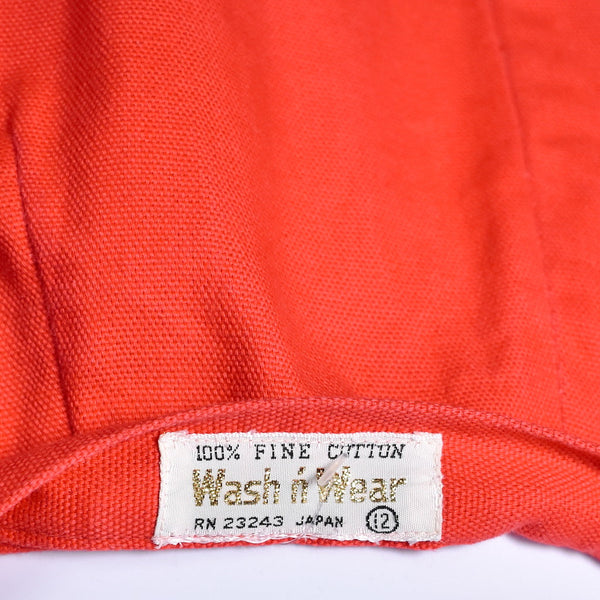 100% FINE COTTON
Wash 'n' Wear
RN 23243 JAPAN 12